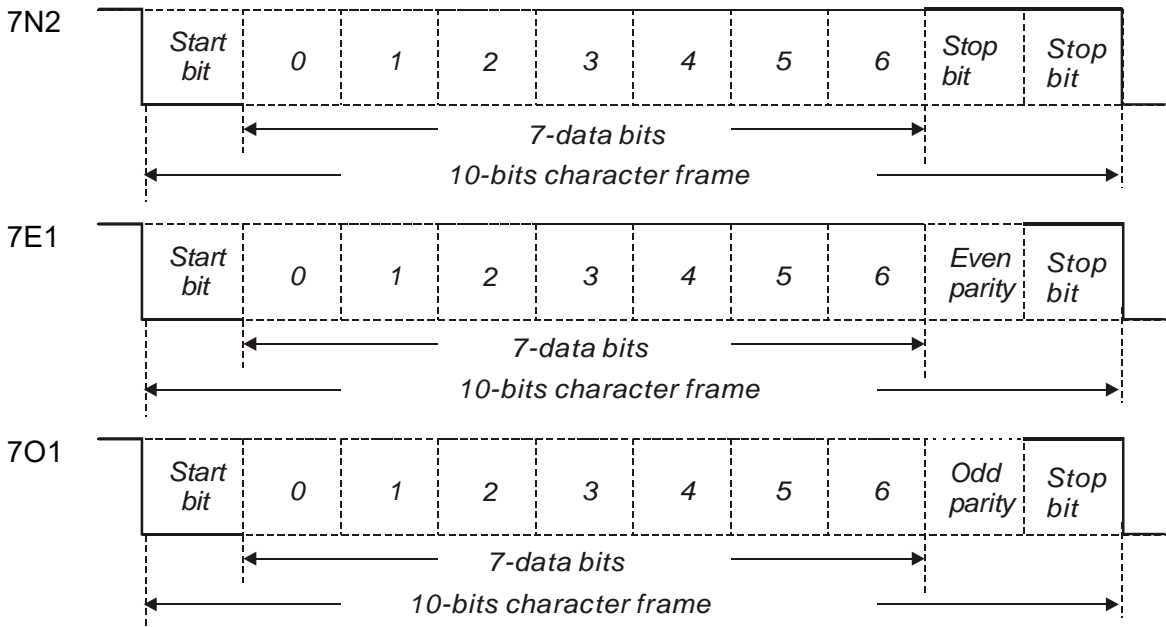 7N2
Start bit 0 1 2 3 4 5 6 Stop bit Stop bit
7-data bits
10-bits character frame
7E1
Start bit 0 1 2 3 4 5 6 Even parity Stop bit
7-data bits
10-bits character frame
7O1
Start bit 0 1 2 3 4 5 6 Odd parity Stop bit
7-data bits
10-bits character frame